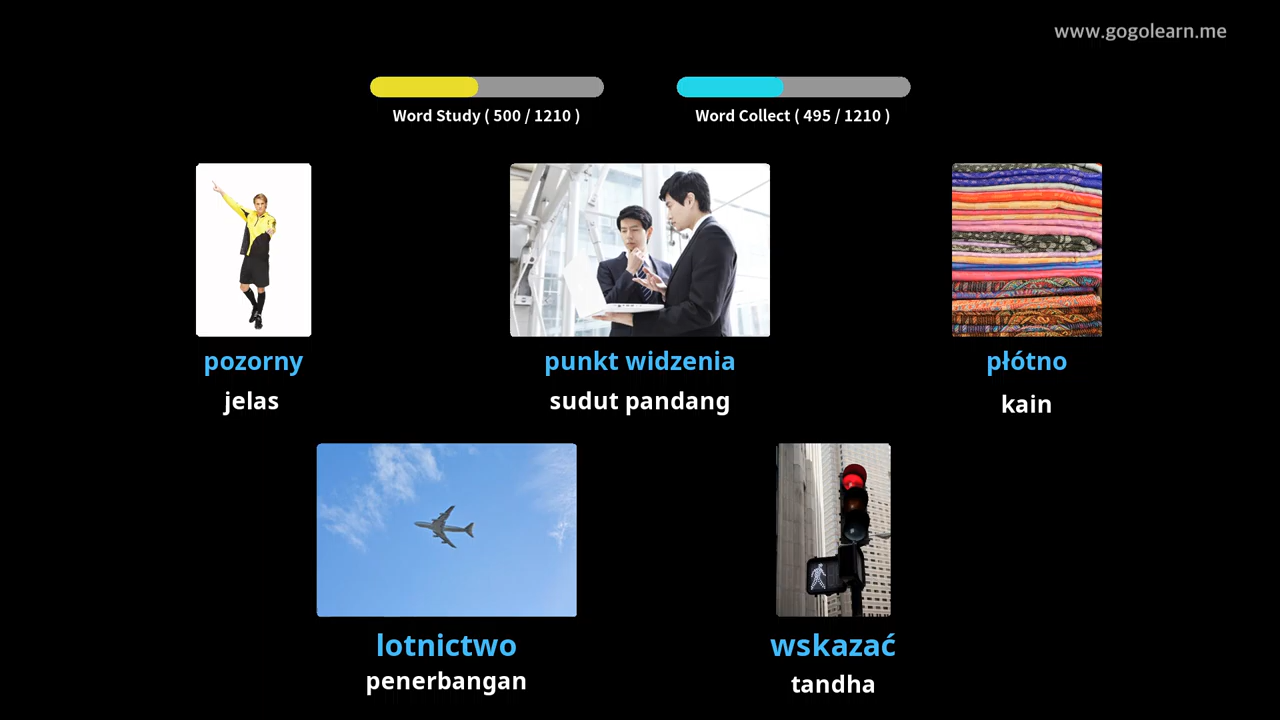 www.gogolearn.me
Word Study ( 500 / 1210 )
Word Collect ( 495 / 1210 )
pozorny
jelas
punkt widzenia
sudut pandang
płótno
kain
lotnictwo
penerbangan
wskazać
tandha